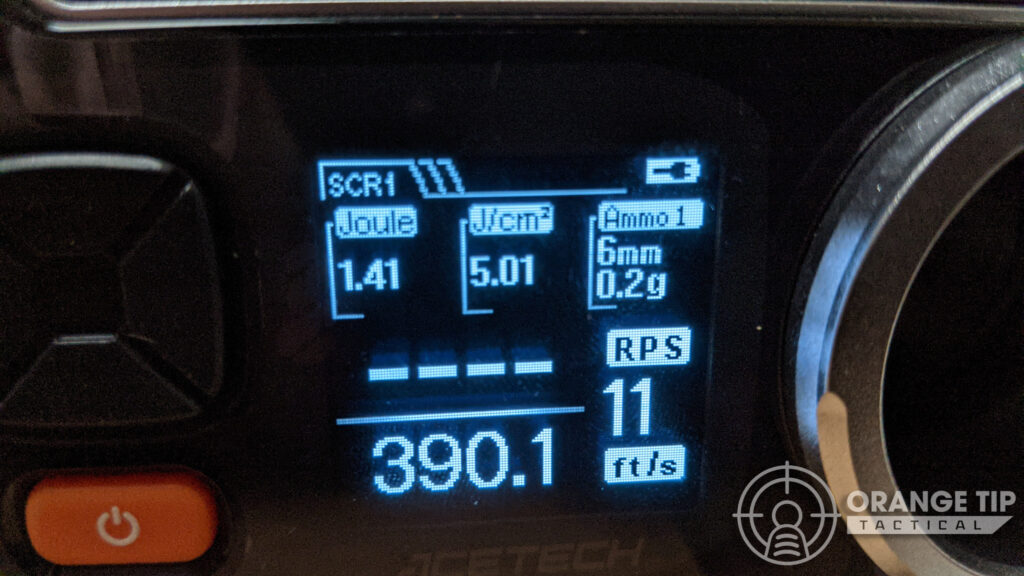 SCR1
Joule
J/cm²
Ammo 1
1.41
5.01
6mm
0.2g
RPS
----
11
390.1
ft/s
ACETECH
ORANGE TIP
TACTICAL